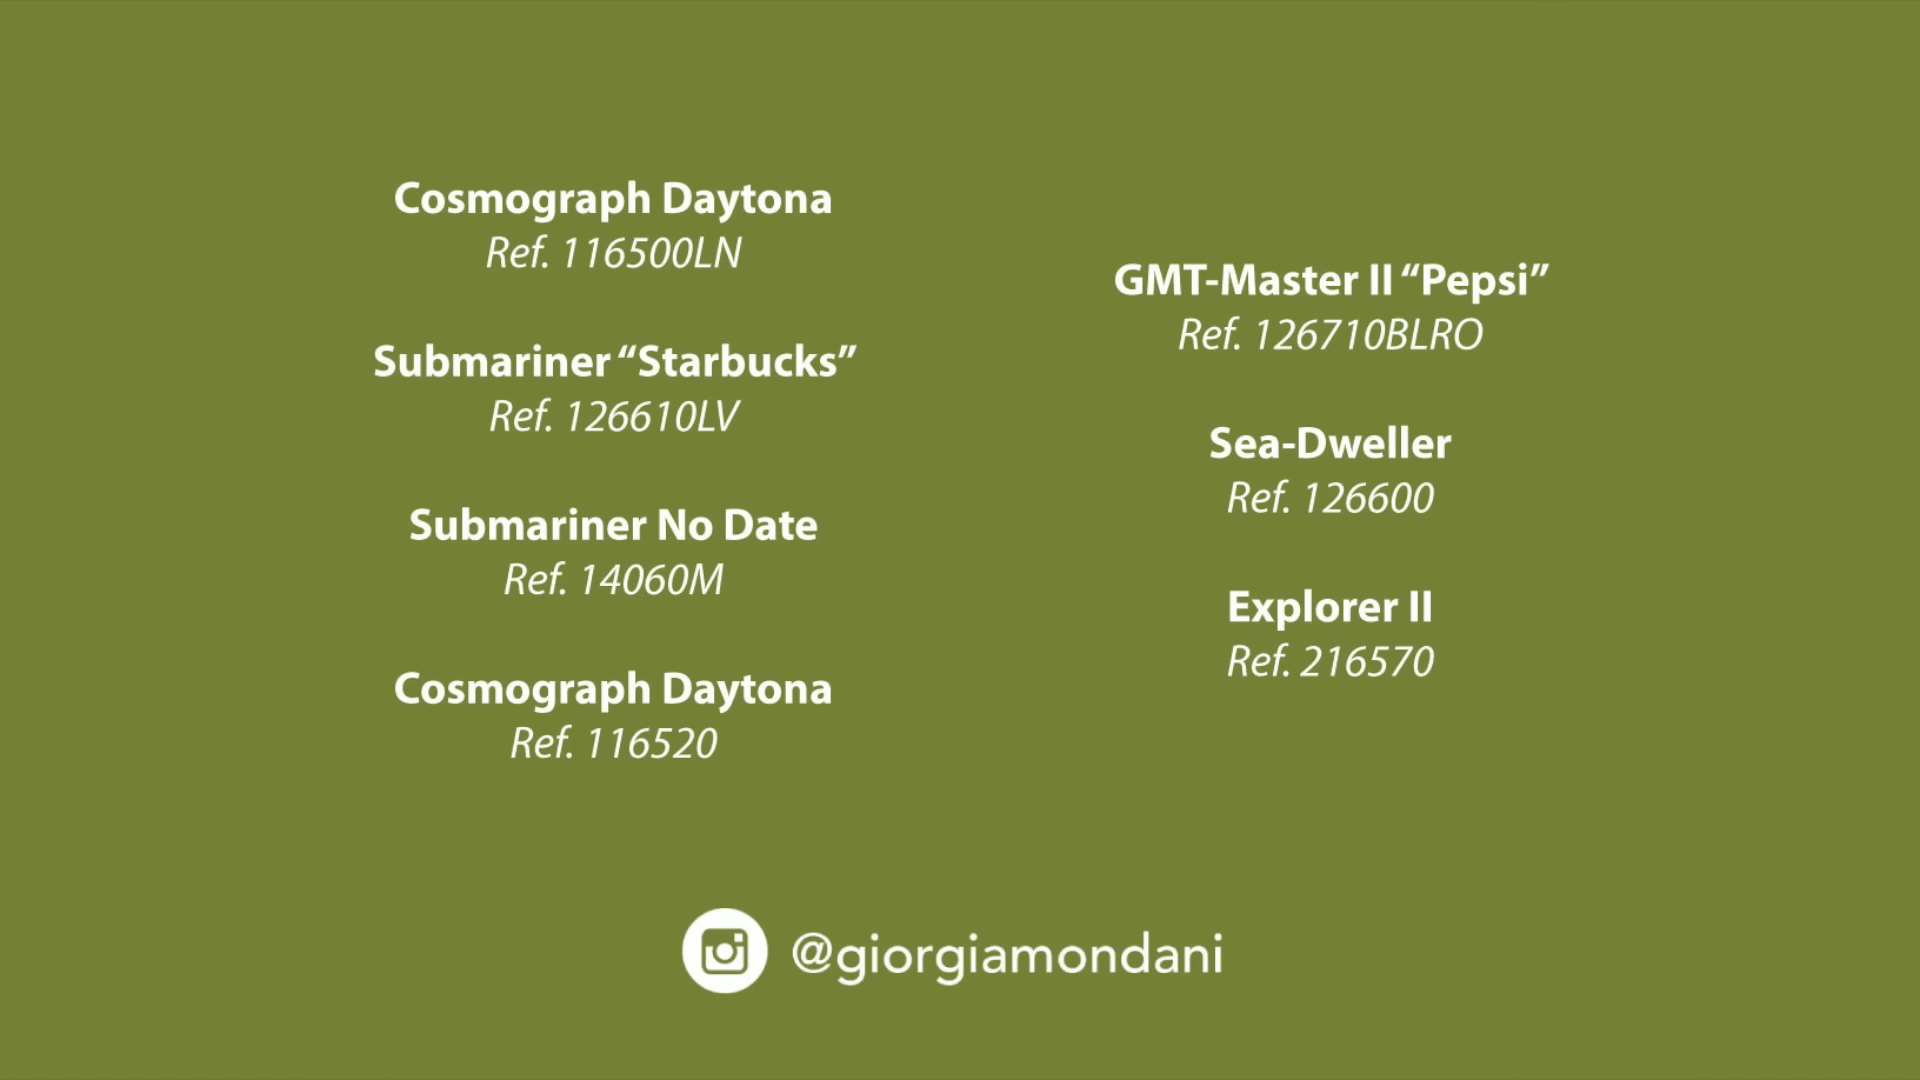 Cosmograph Daytona
Ref. 116500LN
Submariner “Starbucks”
Ref. 126610LV
Submariner No Date
Ref. 14060M
Cosmograph Daytona
Ref. 116520
GMT-Master II “Pepsi”
Ref. 126710BLRO
Sea-Dweller
Ref. 126600
Explorer II
Ref. 216570
@giorgiamondani